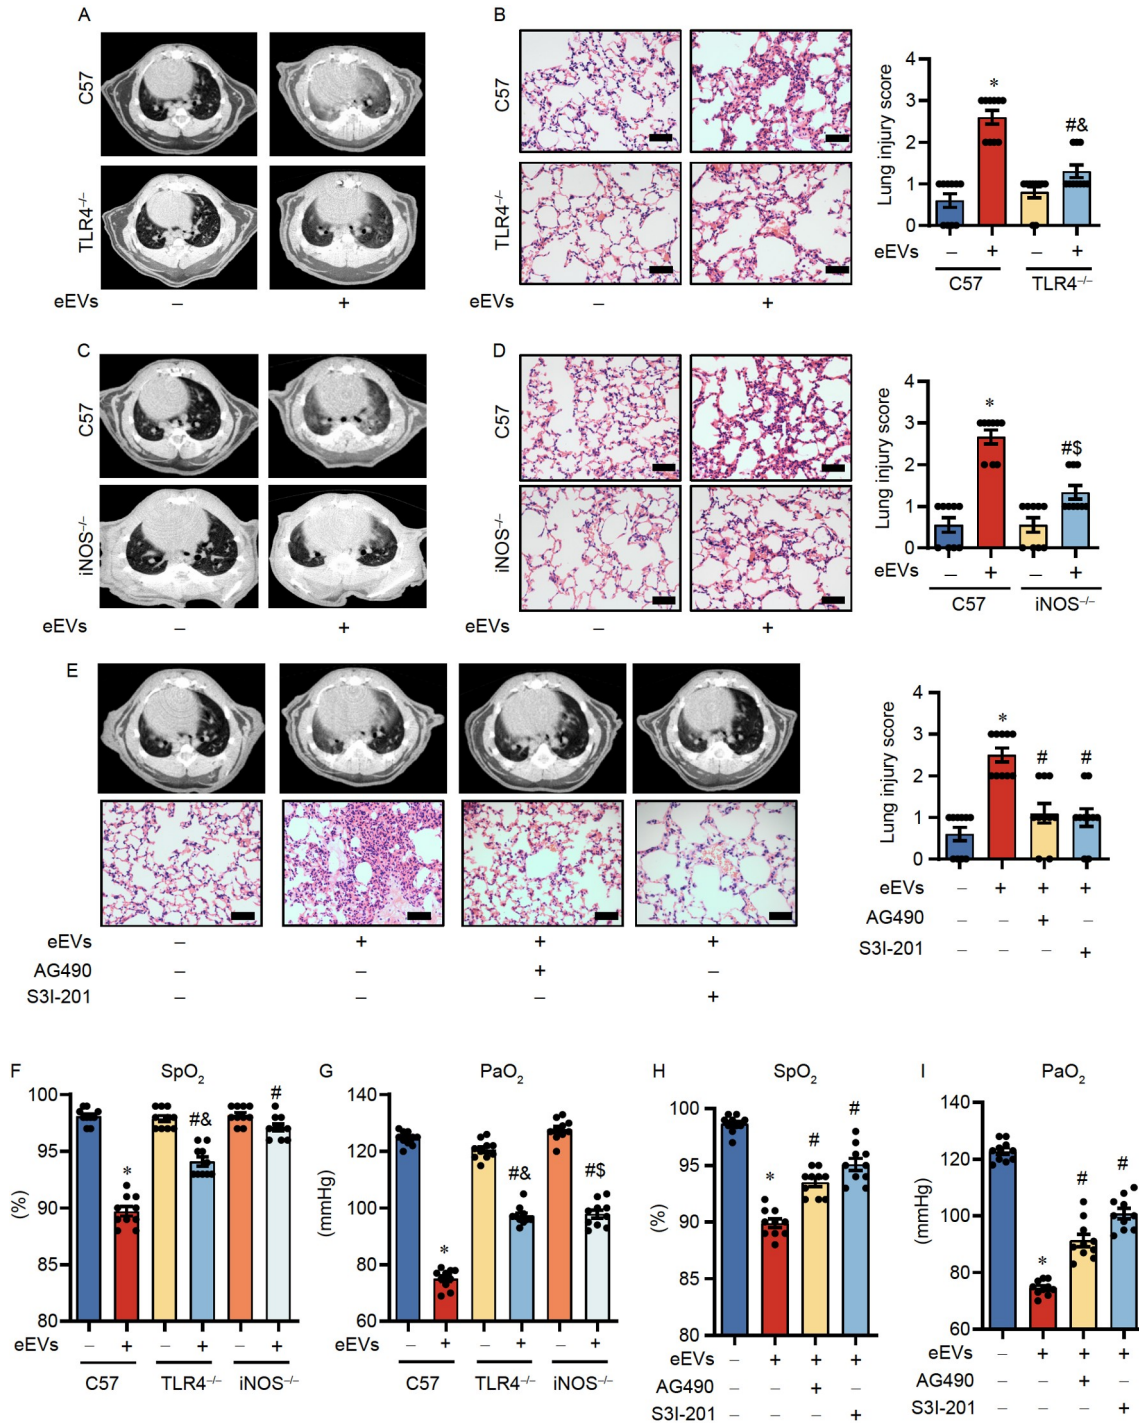 A
C57
TLR4−/−
eEVs − +
B
C57
TLR4−/−
− +
Lung injury score
4
3
2
1
0
* #&
eEVs − + − +
C57 TLR4−/−
C
C57
iNOS−/−
eEVs − +
D
C57
iNOS−/−
− +
Lung injury score
4
3
2
1
0
* #$
eEVs − + − +
C57 iNOS−/−
E
eEVs − + + +
AG490 − − + −
S3I-201 − − − +
Lung injury score
4
3
2
1
0
* # #
eEVs − + + +
AG490 − − + −
S3I-201 − − − +
F
SpO2
(%)
100
95
90
85
80
* #& #
eEVs − + − + − +
C57 TLR4−/− iNOS−/−
G
PaO2
(mmHg)
140
120
100
80
60
* #& #$
− + − + − +
C57 TLR4−/− iNOS−/−
H
SpO2
(%)
100
95
90
85
80
* # #
eEVs − + + +
AG490 − − + −
S3I-201 − − − +
I
PaO2
(mmHg)
140
120
100
80
60
* # #
eEVs − + + +
AG490 − − + −
S3I-201 − − − +